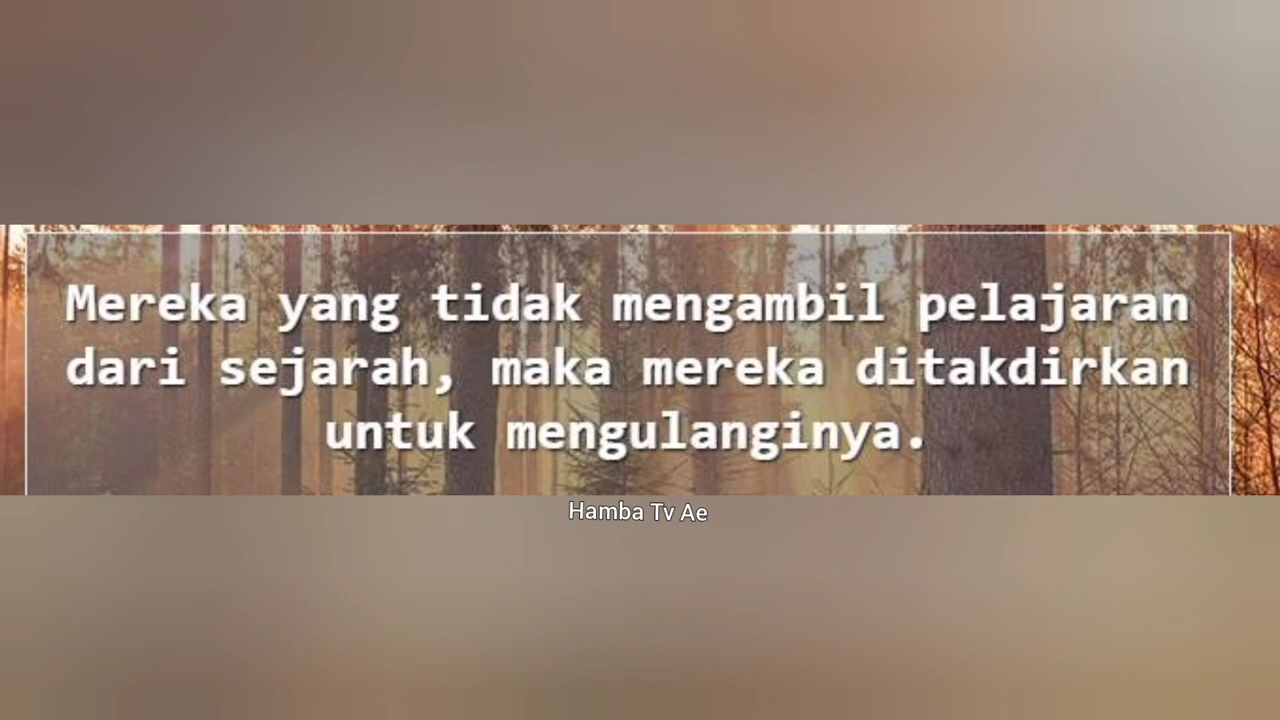 Mereka yang tidak mengambil pelajaran
dari sejarah, maka mereka ditakdirkan
untuk mengulanginya.
Hamba Tv Ae